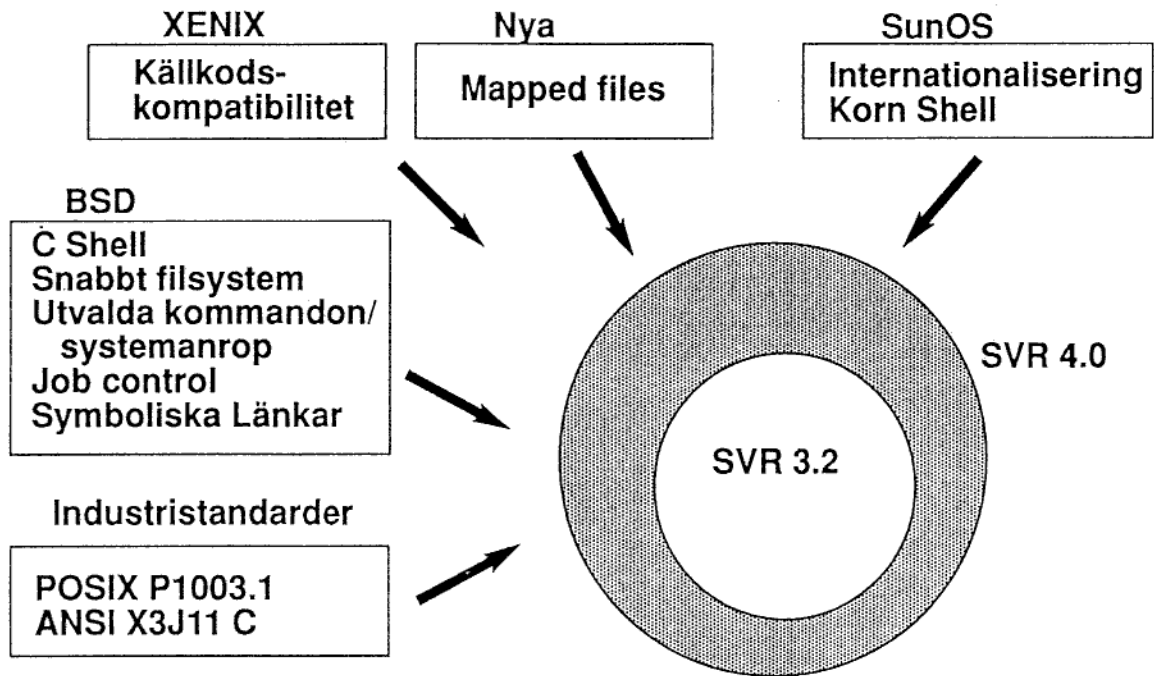 XENIX
Källkods-
kompatibilitet
Nya
Mapped files
SunOS
Internationalisering
Korn Shell
BSD
C Shell
Snabbt filsystem
Utvalda kommandon/
systemanrop
Job control
Symboliska Länkar
Industristandarder
POSIX P1003.1
ANSI X3J11 C
SVR 4.0
SVR 3.2